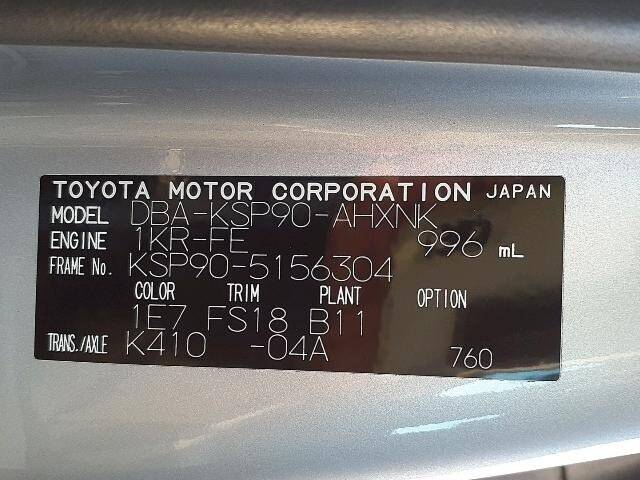 TOYOTA MOTOR CORPORATION JAPAN
MODEL DBA-KSP90-AHXNK
ENGINE 1KR-FE 996 mL
FRAME No. KSP90-5156304
COLOR TRIM PLANT OPTION
1E7 FS18 B11
TRANS./AXLE K410 -04A 760